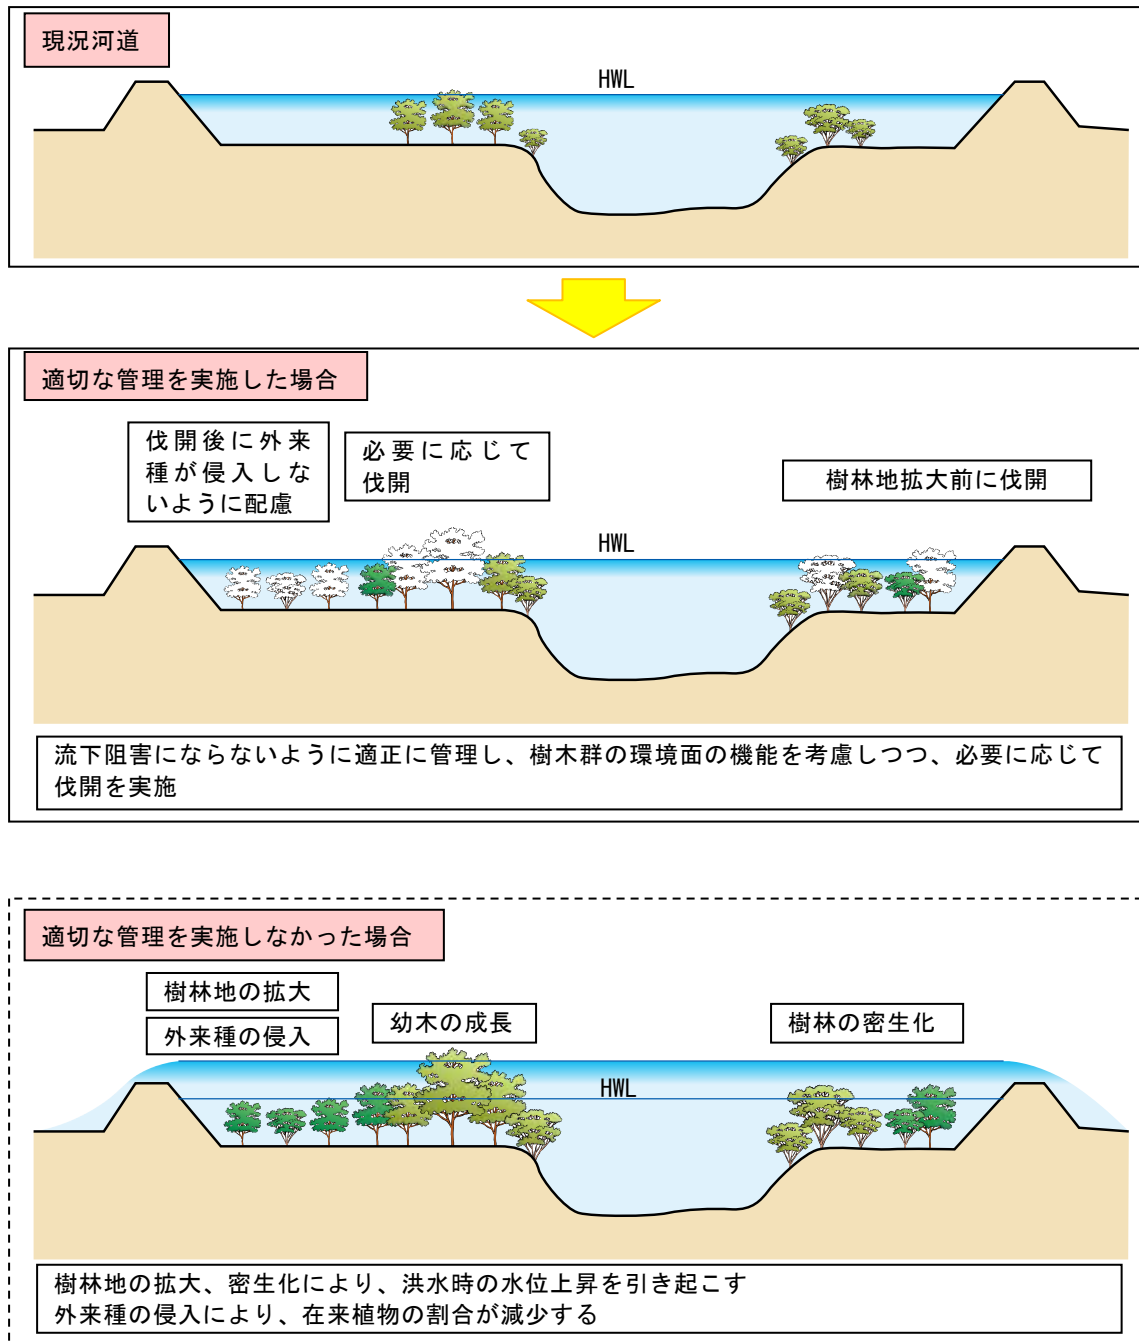 現況河道
HWL
適切な管理を実施した場合
伐開後に外来
種が侵入しな
いように配慮
必要に応じて
伐開
樹林地拡大前に伐開
HWL
流下阻害にならないように適正に管理し、樹木群の環境面の機能を考慮しつつ、必要に応じて
伐開を実施
適切な管理を実施しなかった場合
樹林地の拡大
外来種の侵入
幼木の成長
樹林の密生化
HWL
樹林地の拡大、密生化により、洪水時の水位上昇を引き起こす
外来種の侵入により、在来植物の割合が減少する